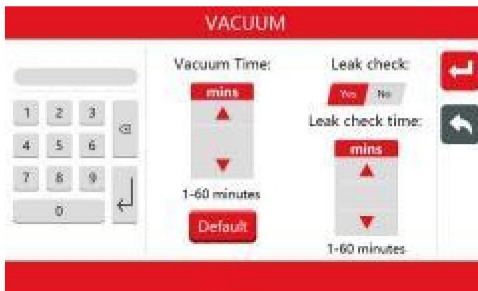 VACUUM
Vacuum Time:
mins
1-60 minutes
Default
Leak check:
Yes No
Leak check time:
mins
1-60 minutes
1 2 3
4 5 6
7 8 9
0